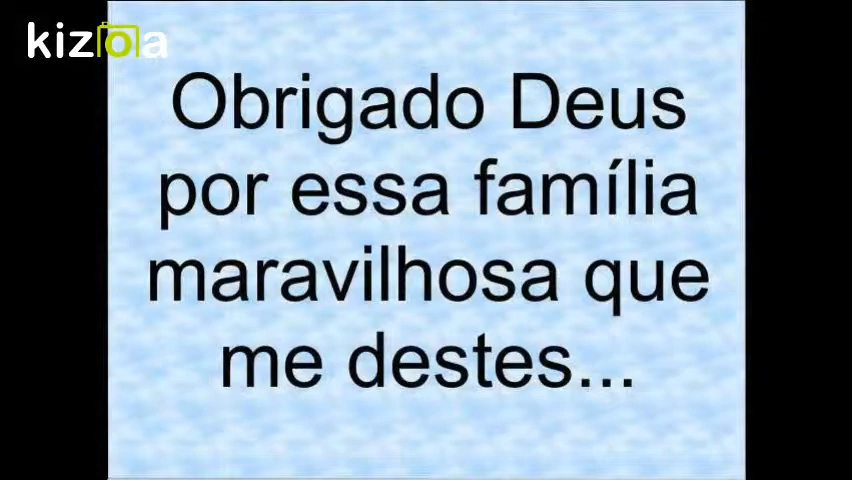 kizoa
Obrigado Deus
por essa família
maravilhosa que
me destes...